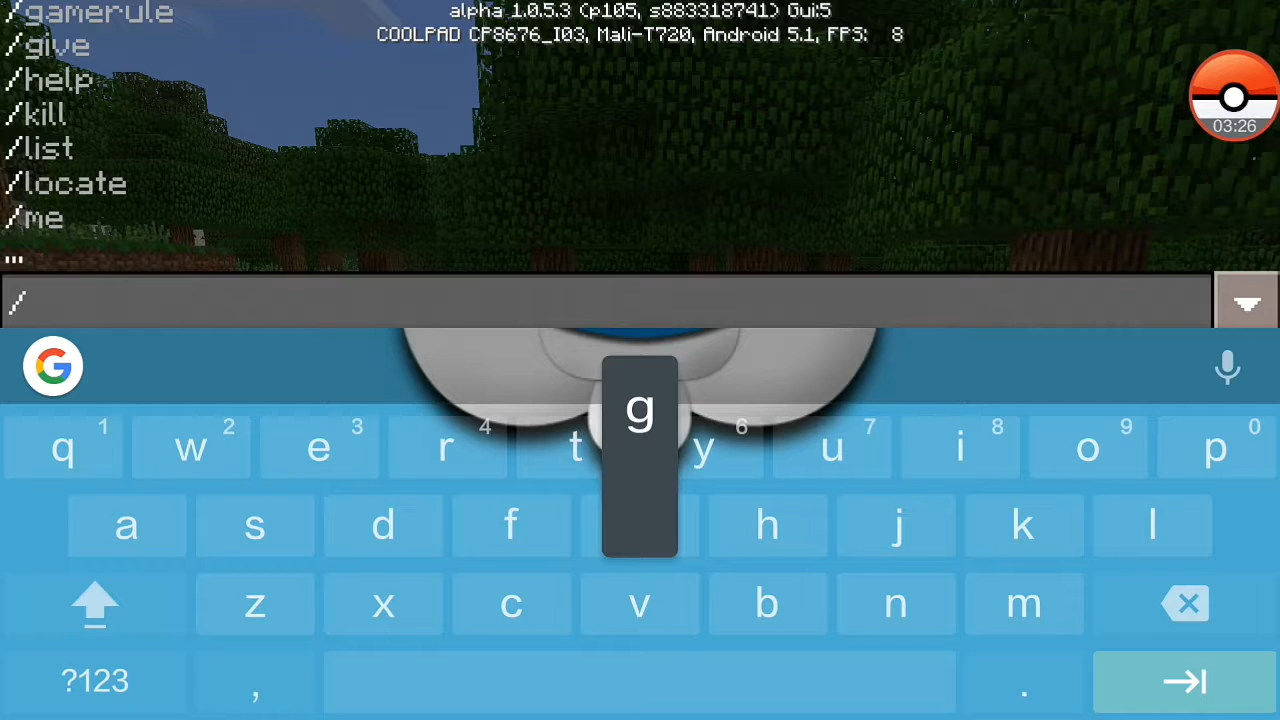 /gamerule
alpha 1.0.5.3 (p105, s883318741) Gui:5
/give
COOLPAD CP8676_I03, Mali-T720, Android 5.1, FPS: 8
/help
/kill
/list
/locate
/me
...
03:26
/
G
g
q 1 w 2 e 3 r 4 t y 6 u 7 i 8 o 9 p 0
a s d f h j k l
z x c v b n m
?123 , .